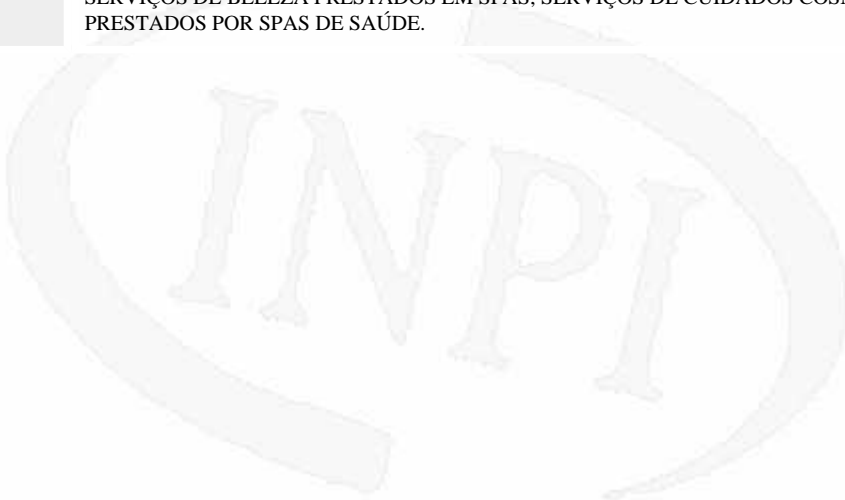 SERVIÇOS DE BELEZA PRESTADOS EM SPAS; SERVIÇOS DE CUIDADOS
PRESTADOS POR SPAS DE SAÚDE.
INPI